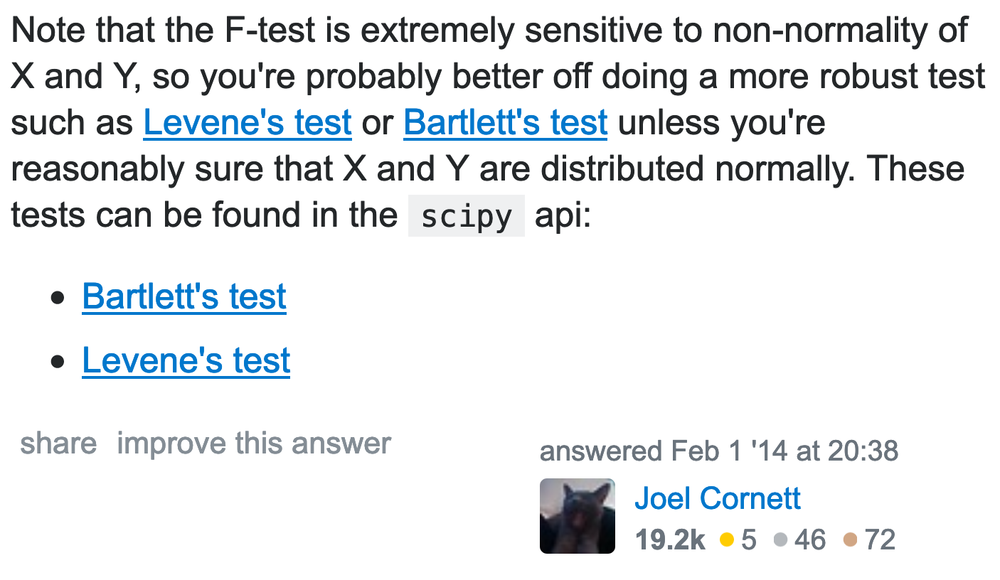 Note that the F-test is extremely sensitive to non-normality of
X and Y, so you're probably better off doing a more robust test
such as Levene's test or Bartlett's test unless you're
reasonably sure that X and Y are distributed normally. These
tests can be found in the scipy api:
• Bartlett's test
• Levene's test
share improve this answer
answered Feb 1 '14 at 20:38
Joel Cornett
19.2k ● 5 ● 46 ● 72